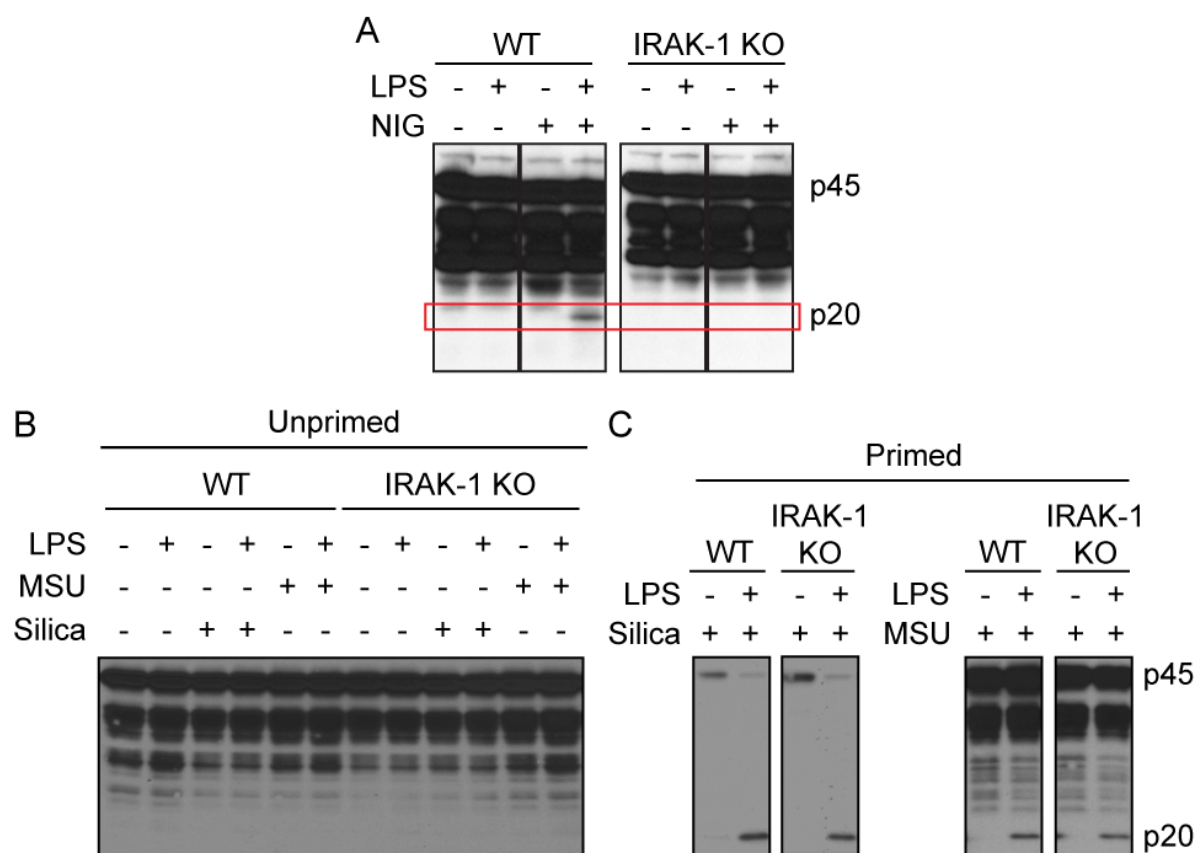 A
WT IRAK-1 KO
LPS - + - + - + - +
NIG - - + + - - + +
p45
p20
B
Unprimed
WT IRAK-1 KO
LPS - + - + - + - + - + - +
MSU - - - - + + - - - - + +
Silica - - + + - - - - + + - -
C
Primed
WT IRAK-1 KO WT IRAK-1 KO
LPS - + - + LPS - + - +
Silica + + + + MSU + + + +
p45
p20